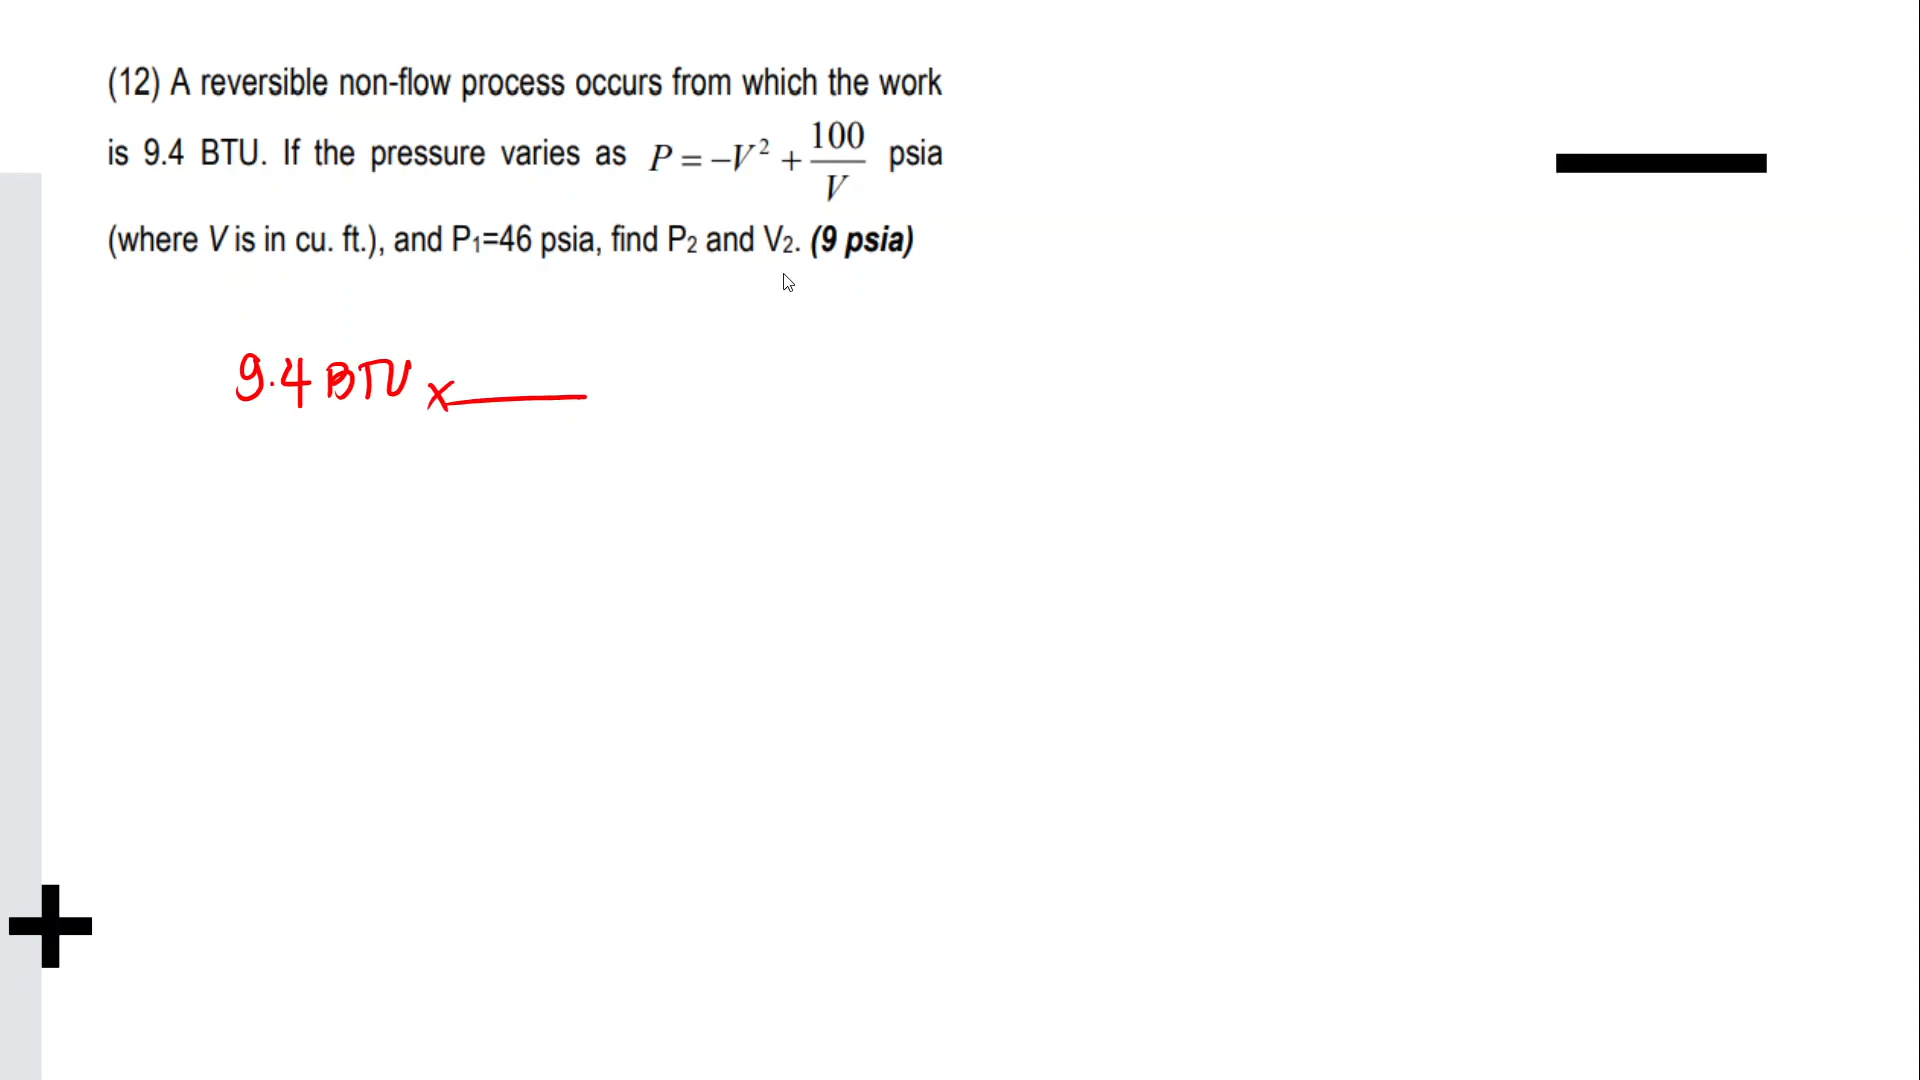 (12) A reversible non-flow process occurs from which the work
is 9.4 BTU. If the pressure varies as P = –V² + 100/V psia
(where V is in cu. ft.), and P₁=46 psia, find P₂ and V₂. (9 psia)
9.4 BTU x